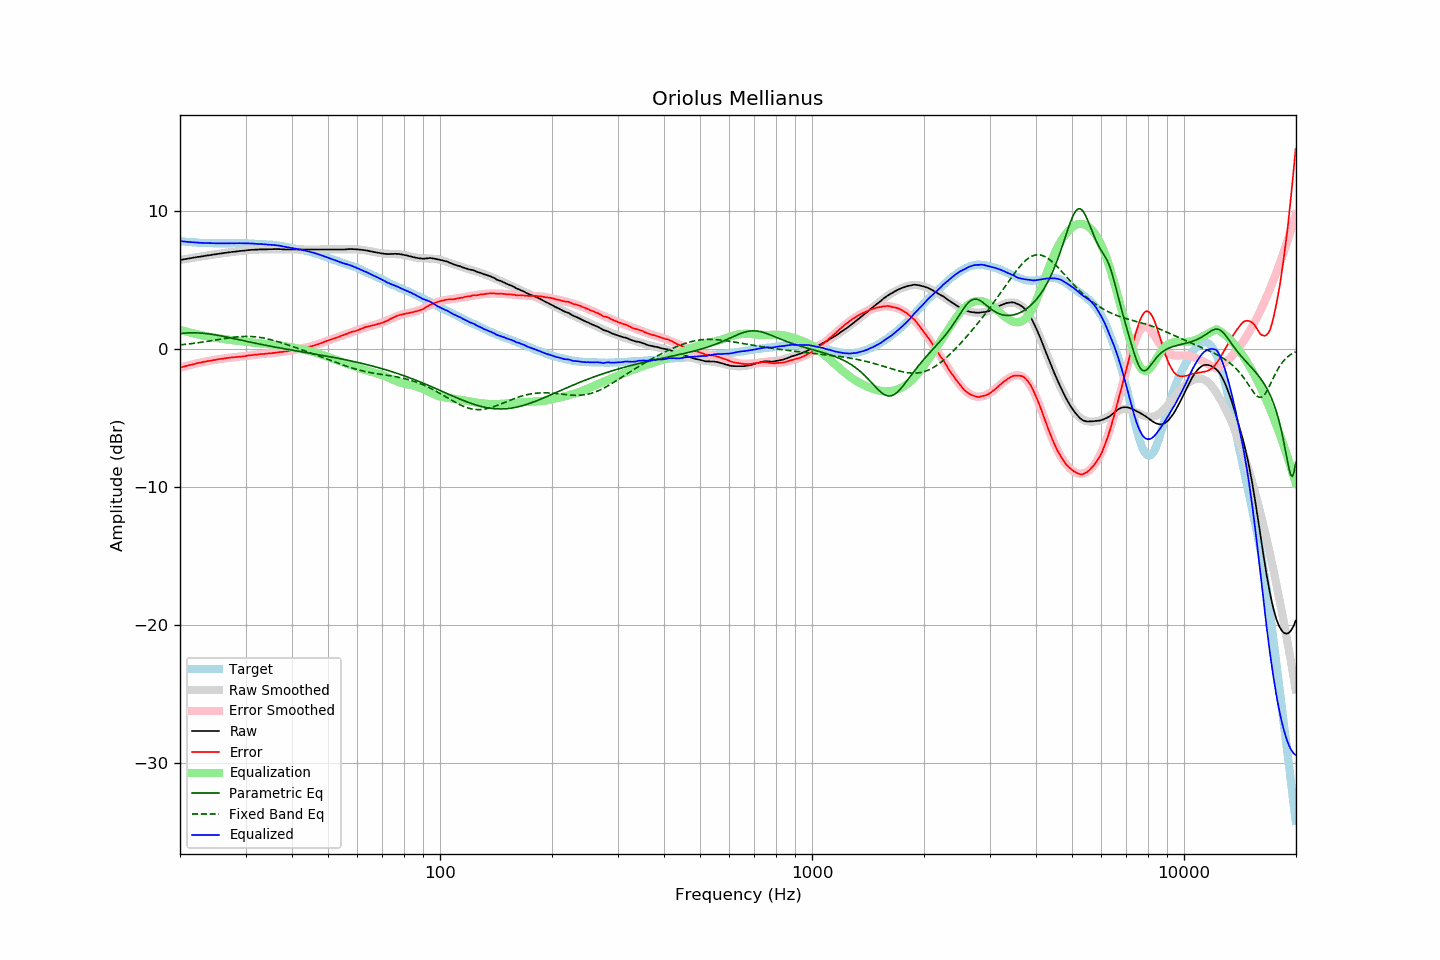 Oriolus Mellianus
10
0
−10
−20
−30
Amplitude (dBr)
Target
Raw Smoothed
Error Smoothed
Raw
Error
Equalization
Parametric Eq
Fixed Band Eq
Equalized
100
1000
10000
Frequency (Hz)